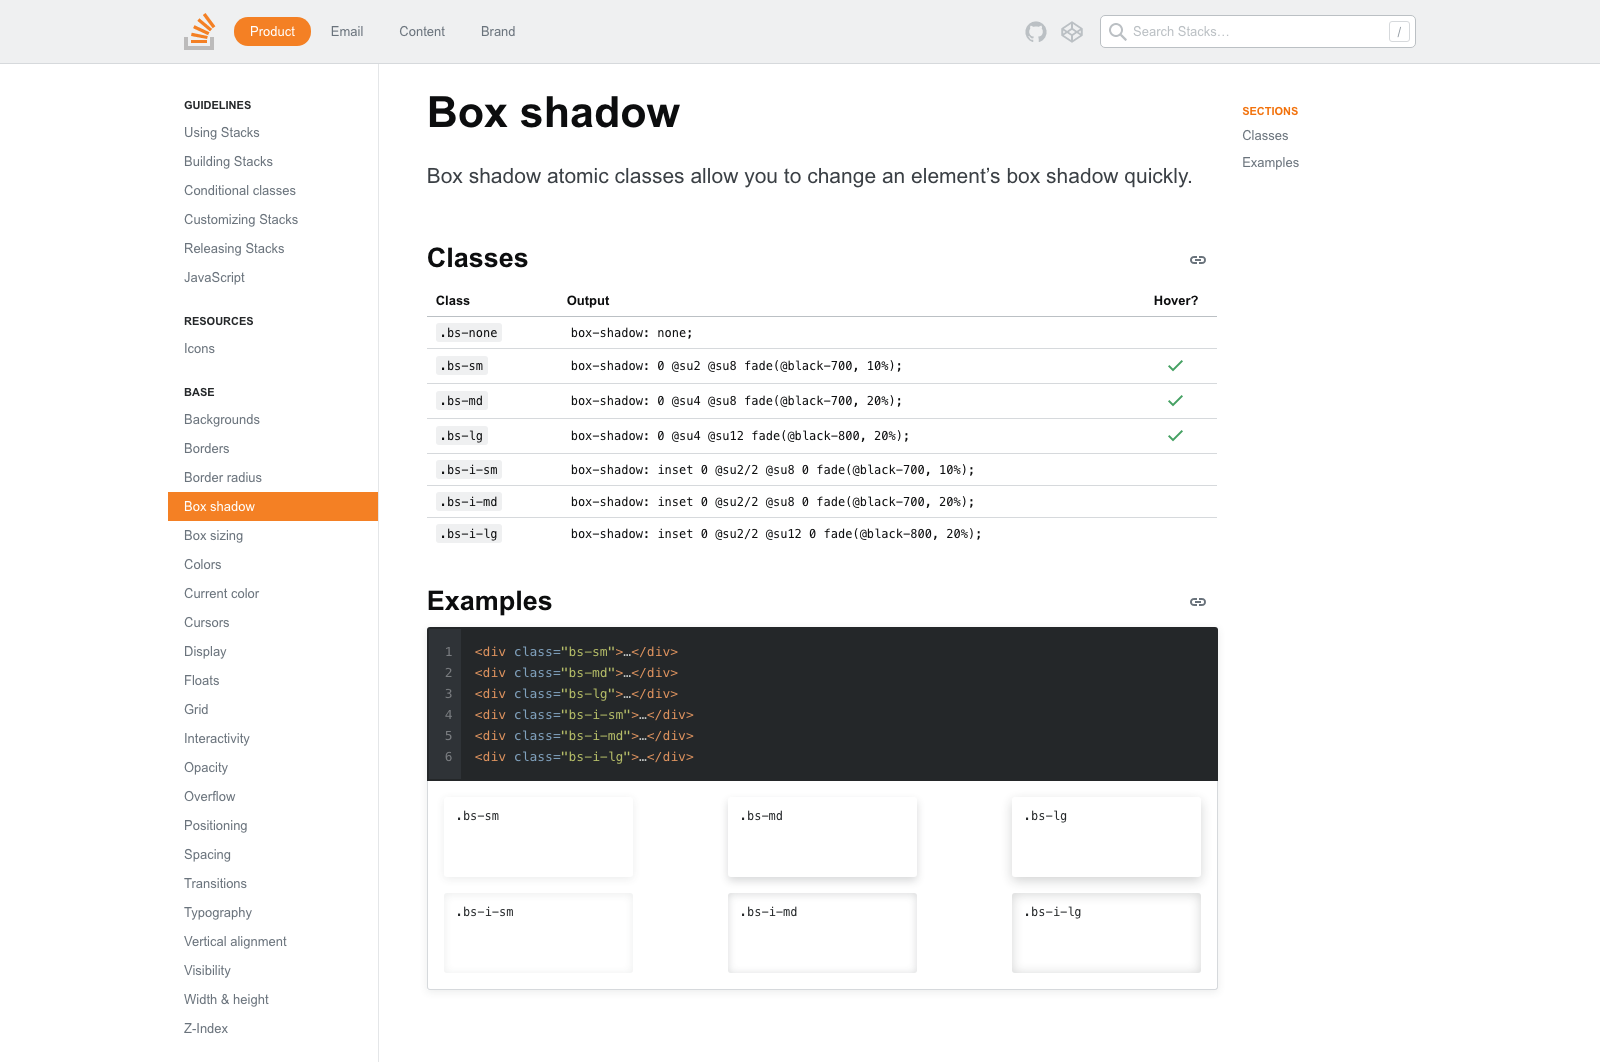 Product Email Content Brand Search Stacks... /
GUIDELINES
Using Stacks
Building Stacks
Conditional classes
Customizing Stacks
Releasing Stacks
JavaScript
RESOURCES
Icons
BASE
Backgrounds
Borders
Border radius
Box shadow
Box sizing
Colors
Current color
Cursors
Display
Floats
Grid
Interactivity
Opacity
Overflow
Positioning
Spacing
Transitions
Typography
Vertical alignment
Visibility
Width & height
Z-Index
Box shadow
Box shadow atomic classes allow you to change an element’s box shadow quickly.
Classes
Class Output Hover?
.bs-none box-shadow: none;
.bs-sm box-shadow: 0 @su2 @su8 fade(@black-700, 10%);
.bs-md box-shadow: 0 @su4 @su8 fade(@black-700, 20%);
.bs-lg box-shadow: 0 @su4 @su12 fade(@black-800, 20%);
.bs-i-sm box-shadow: inset 0 @su2/2 @su8 0 fade(@black-700, 10%);
.bs-i-md box-shadow: inset 0 @su2/2 @su8 0 fade(@black-700, 20%);
.bs-i-lg box-shadow: inset 0 @su2/2 @su12 0 fade(@black-800, 20%);
Examples
1 <div class="bs-sm">…</div>
2 <div class="bs-md">…</div>
3 <div class="bs-lg">…</div>
4 <div class="bs-i-sm">…</div>
5 <div class="bs-i-md">…</div>
6 <div class="bs-i-lg">…</div>
.bs-sm .bs-md .bs-lg
.bs-i-sm .bs-i-md .bs-i-lg
SECTIONS
Classes
Examples